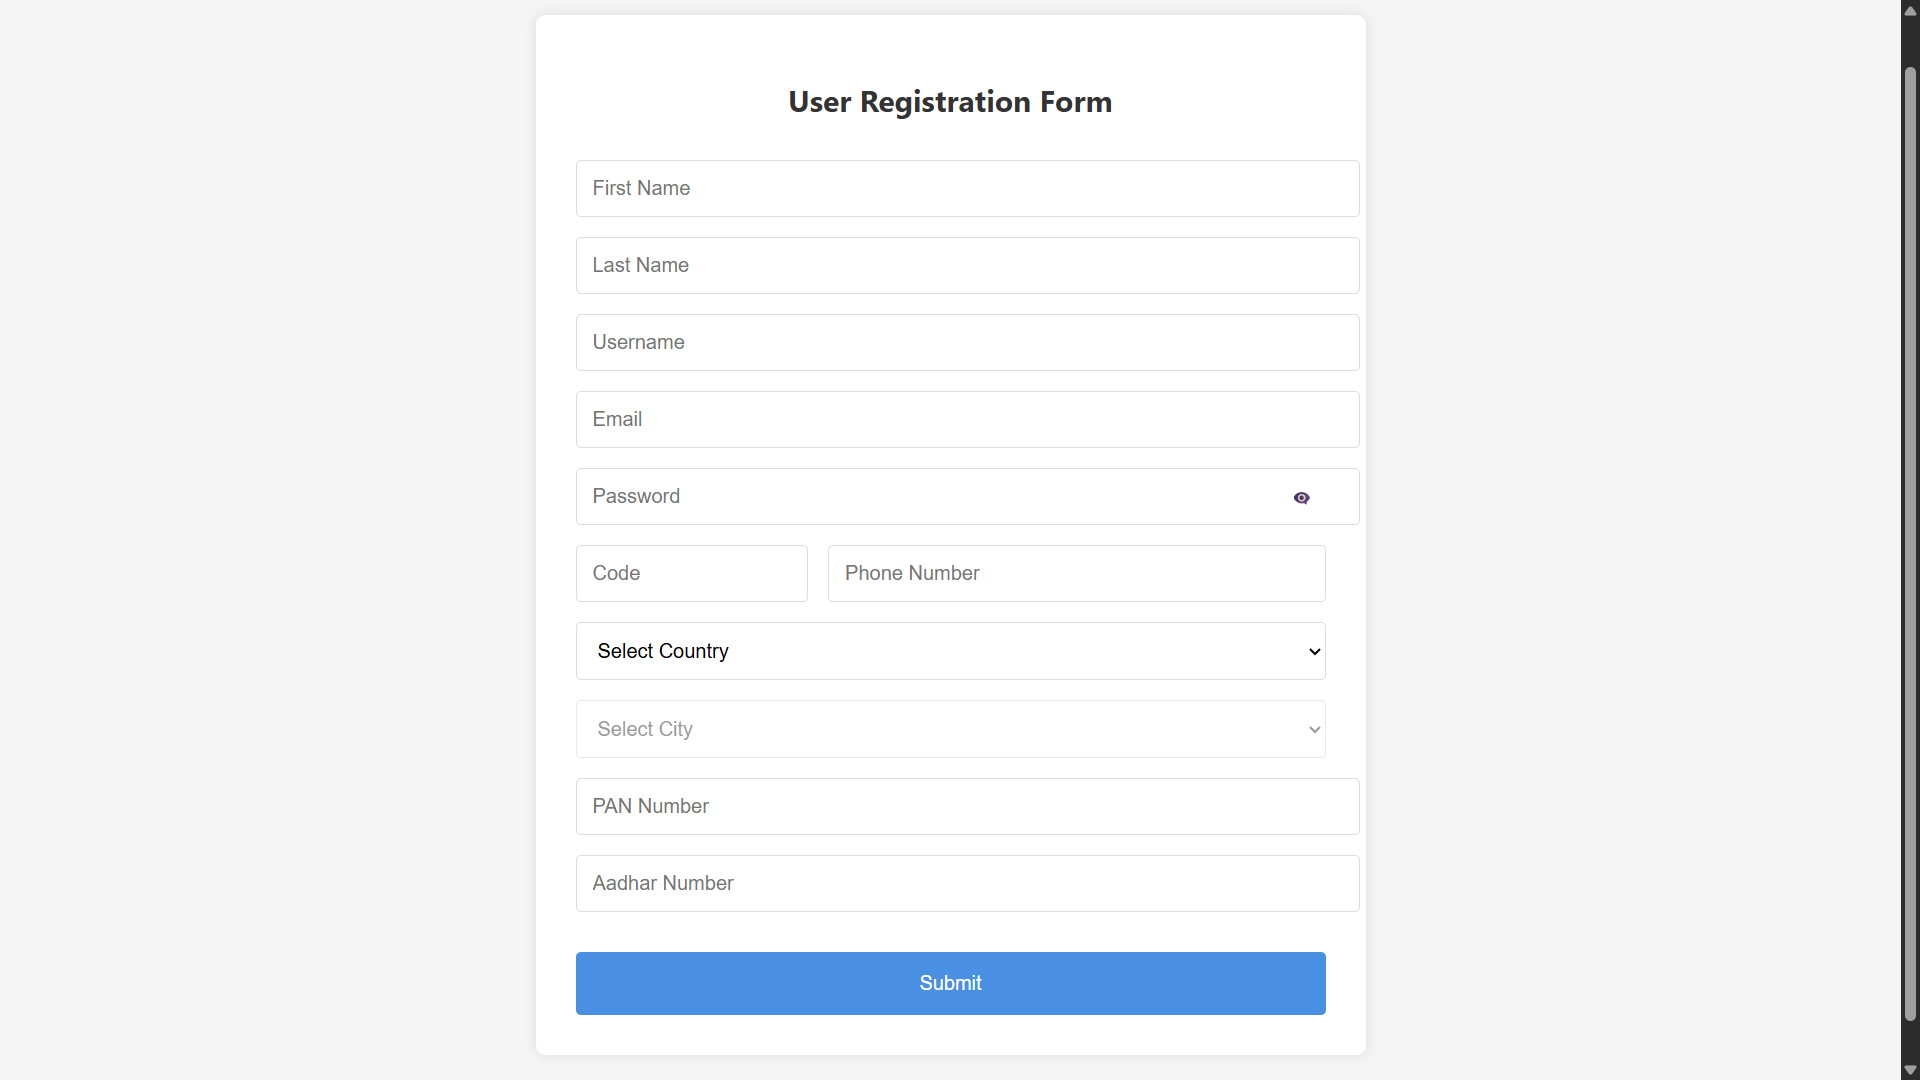 User Registration Form
First Name
Last Name
Username
Email
Password
Code Phone Number
Select Country
Select City
PAN Number
Aadhar Number
Submit